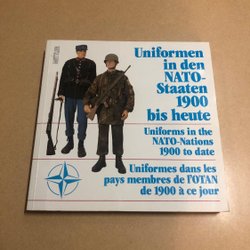 Uniformen
in den
NATO-
Staaten
1900
bis heute
Uniforms in the
NATO-Nations
1900 to date
Uniformes dans les
pays membres de l'OTAN
de 1900 à ce jour